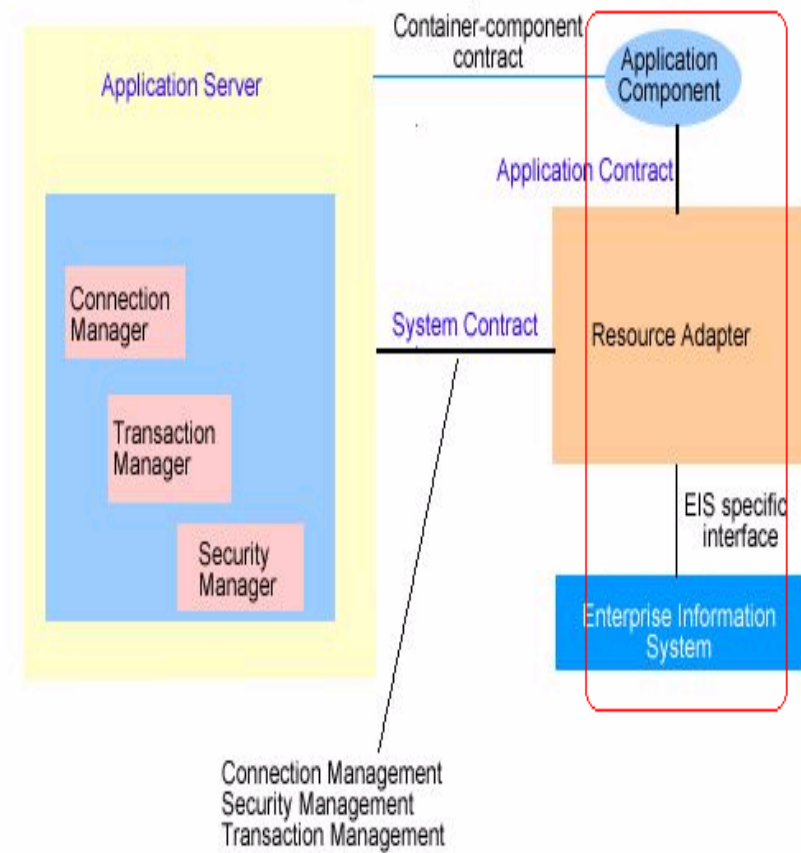 Container-component
contract
Application
Component
Application Server
Application Contract
Connection
Manager
System Contract
Resource Adapter
Transaction
Manager
EIS specific
interface
Security
Manager
Enterprise Information
System
Connection Management
Security Management
Transaction Management